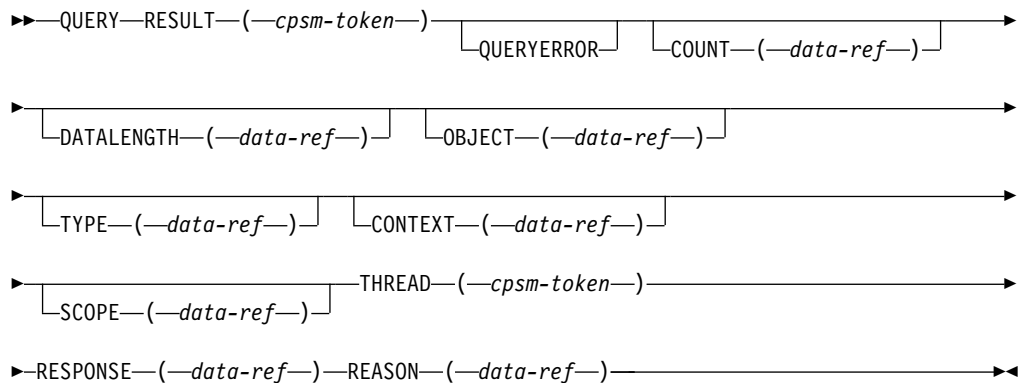 QUERY RESULT ( cpsm-token )
QUERYERROR COUNT ( data-ref )
DATALENGTH ( data-ref ) OBJECT ( data-ref )
TYPE ( data-ref ) CONTEXT ( data-ref )
THREAD ( cpsm-token )
SCOPE ( data-ref )
RESPONSE ( data-ref ) REASON ( data-ref )